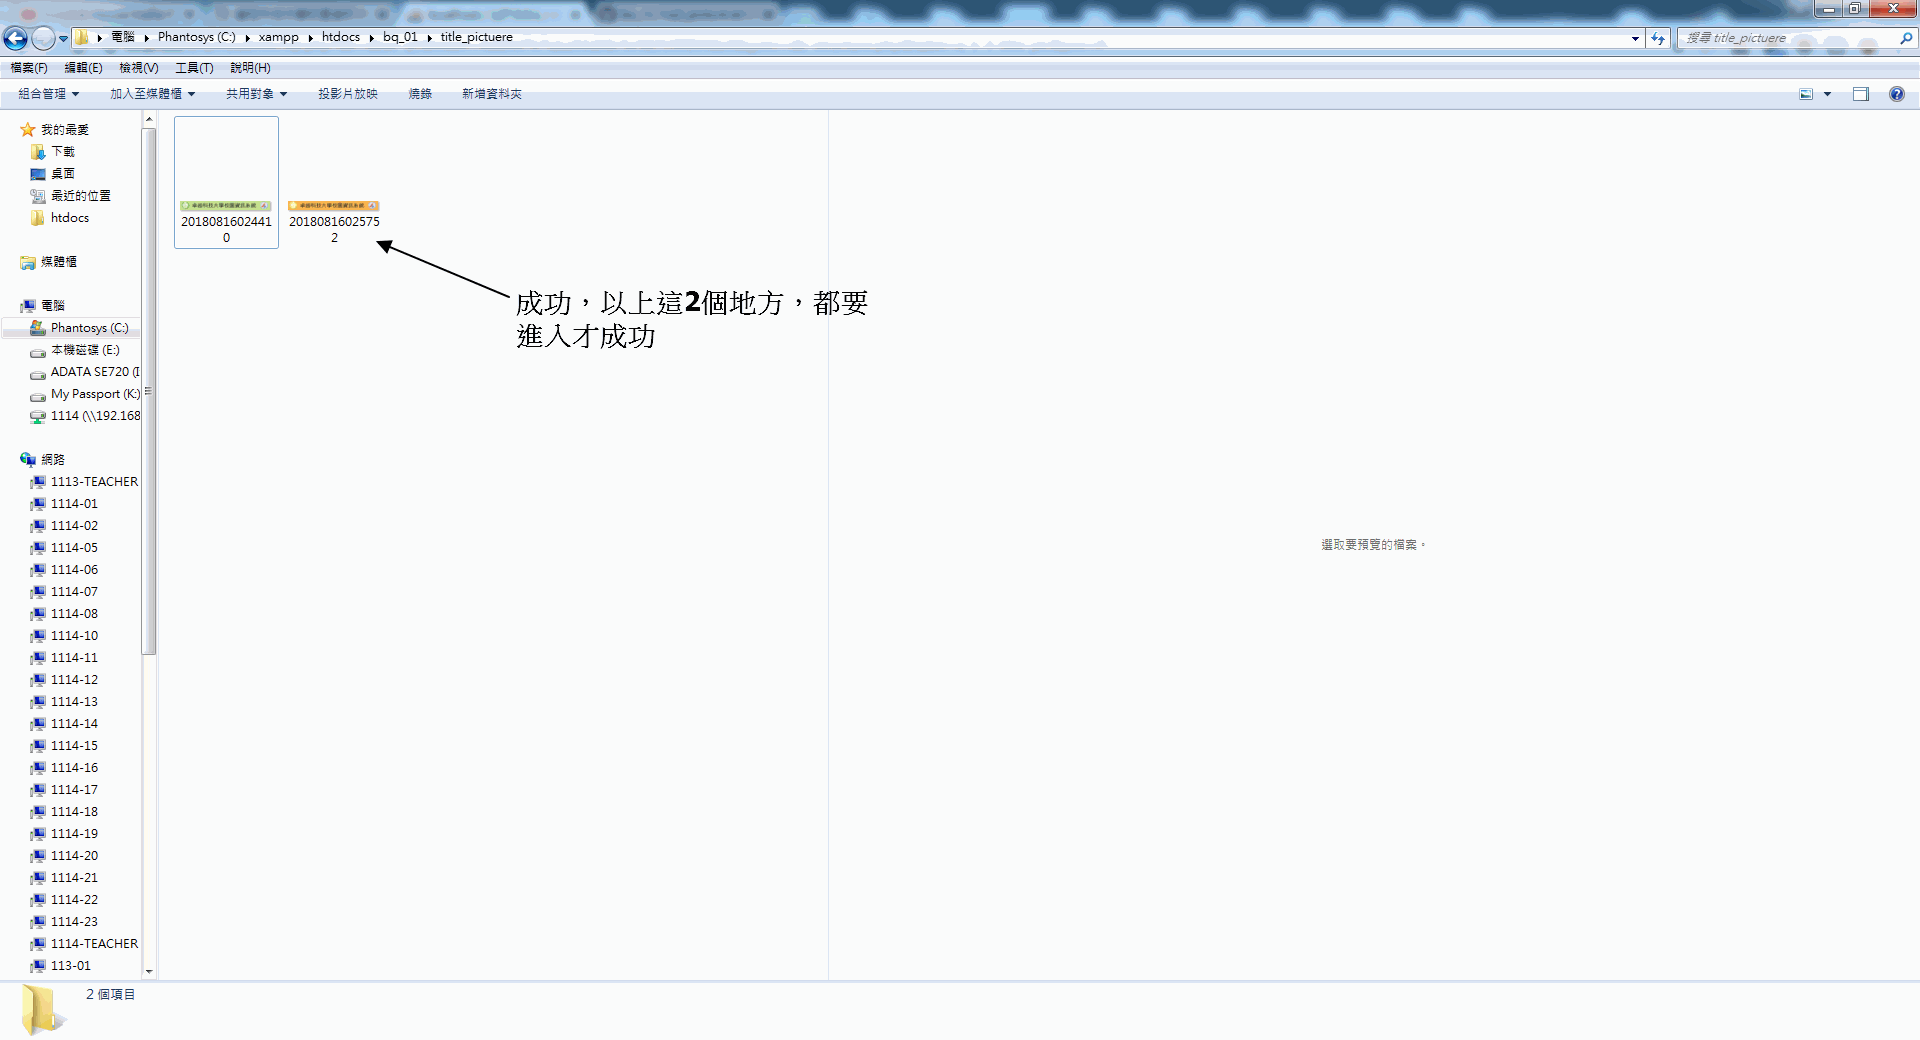 電腦 Phantosys (C:) xampp htdocs bq_01 title_pictuere
搜尋 title_pictuere
檔案(F) 編輯(E) 檢視(V) 工具(T) 說明(H)
組合管理 加入至媒體櫃 共用對象 投影片放映 燒錄 新增資料夾
我的最愛
下載
桌面
最近的位置
htdocs
媒體櫃
電腦
Phantosys (C:)
本機磁碟 (E:)
ADATA SE720 (I
My Passport (K:)
1114 (\\192.168
網路
1113-TEACHER
1114-01
1114-02
1114-05
1114-06
1114-07
1114-08
1114-10
1114-11
1114-12
1114-13
1114-14
1114-15
1114-16
1114-17
1114-18
1114-19
1114-20
1114-21
1114-22
1114-23
1114-TEACHER
113-01
2018081602441
0
2018081602575
2
成功，以上這2個地方，都要
進入才成功
選取要預覽的檔案。
2 個項目